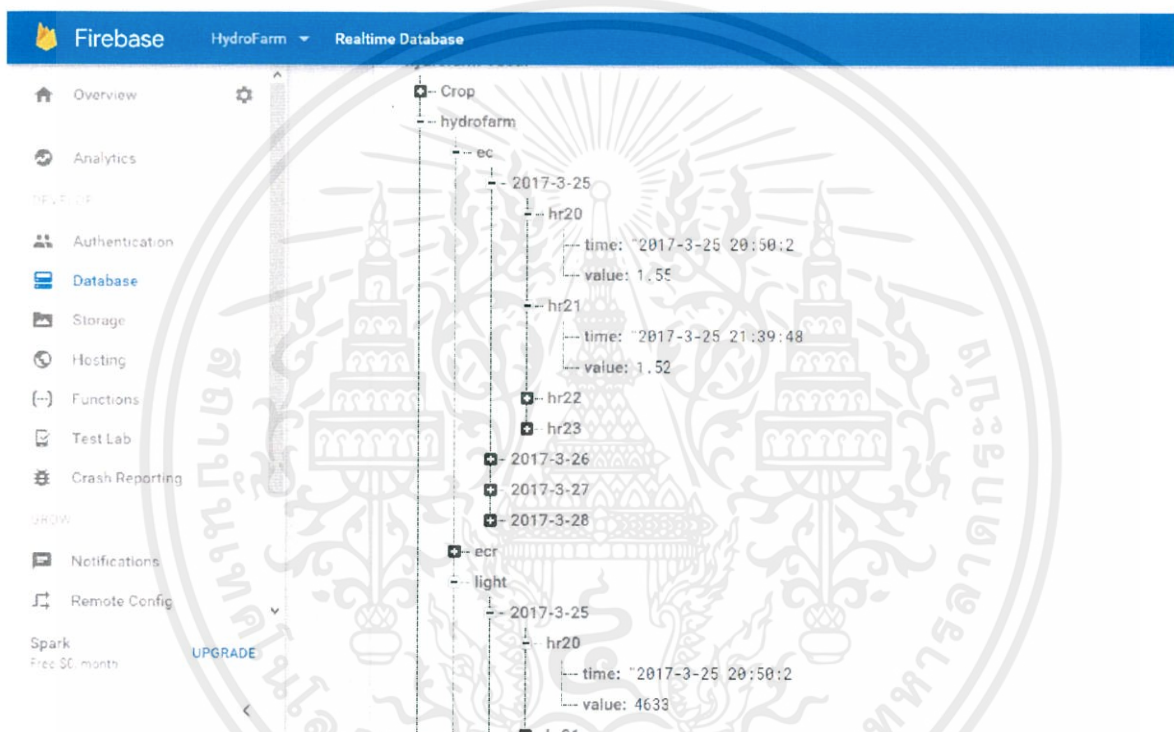 Firebase HydroFarm Realtime Database
Overview
Analytics
DEVELOP
Authentication
Database
Storage
Hosting
Functions
Test Lab
Crash Reporting
GROW
Notifications
Remote Config
Spark
Free $0/month
UPGRADE
Crop
hydrofarm
ec
2017-3-25
hr20
time: "2017-3-25 20:50:2
value: 1.55
hr21
time: "2017-3-25 21:39:48
value: 1.52
hr22
hr23
2017-3-26
2017-3-27
2017-3-28
ecr
light
2017-3-25
hr20
time: "2017-3-25 20:50:2
value: 4633